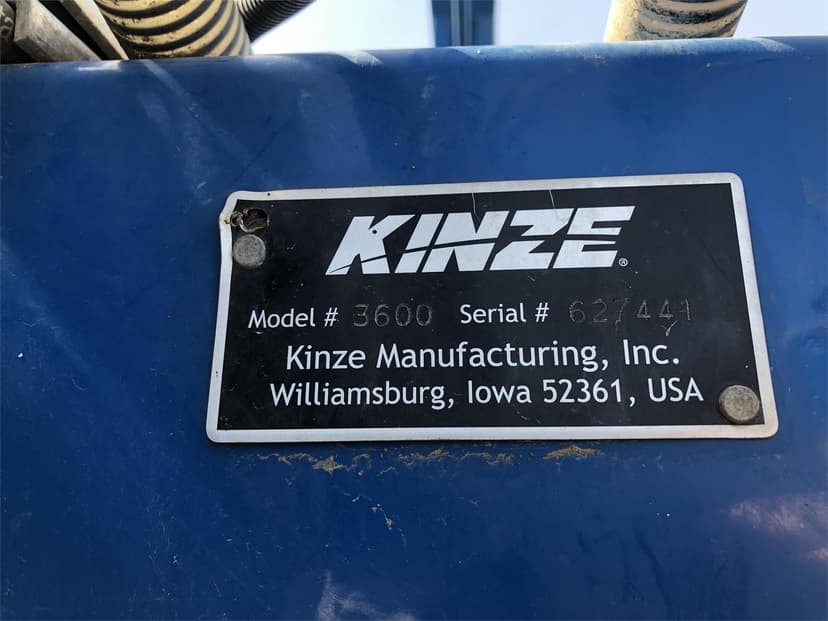 KINZE®
Model # 3600 Serial # 627441
Kinze Manufacturing, Inc.
Williamsburg, Iowa 52361, USA